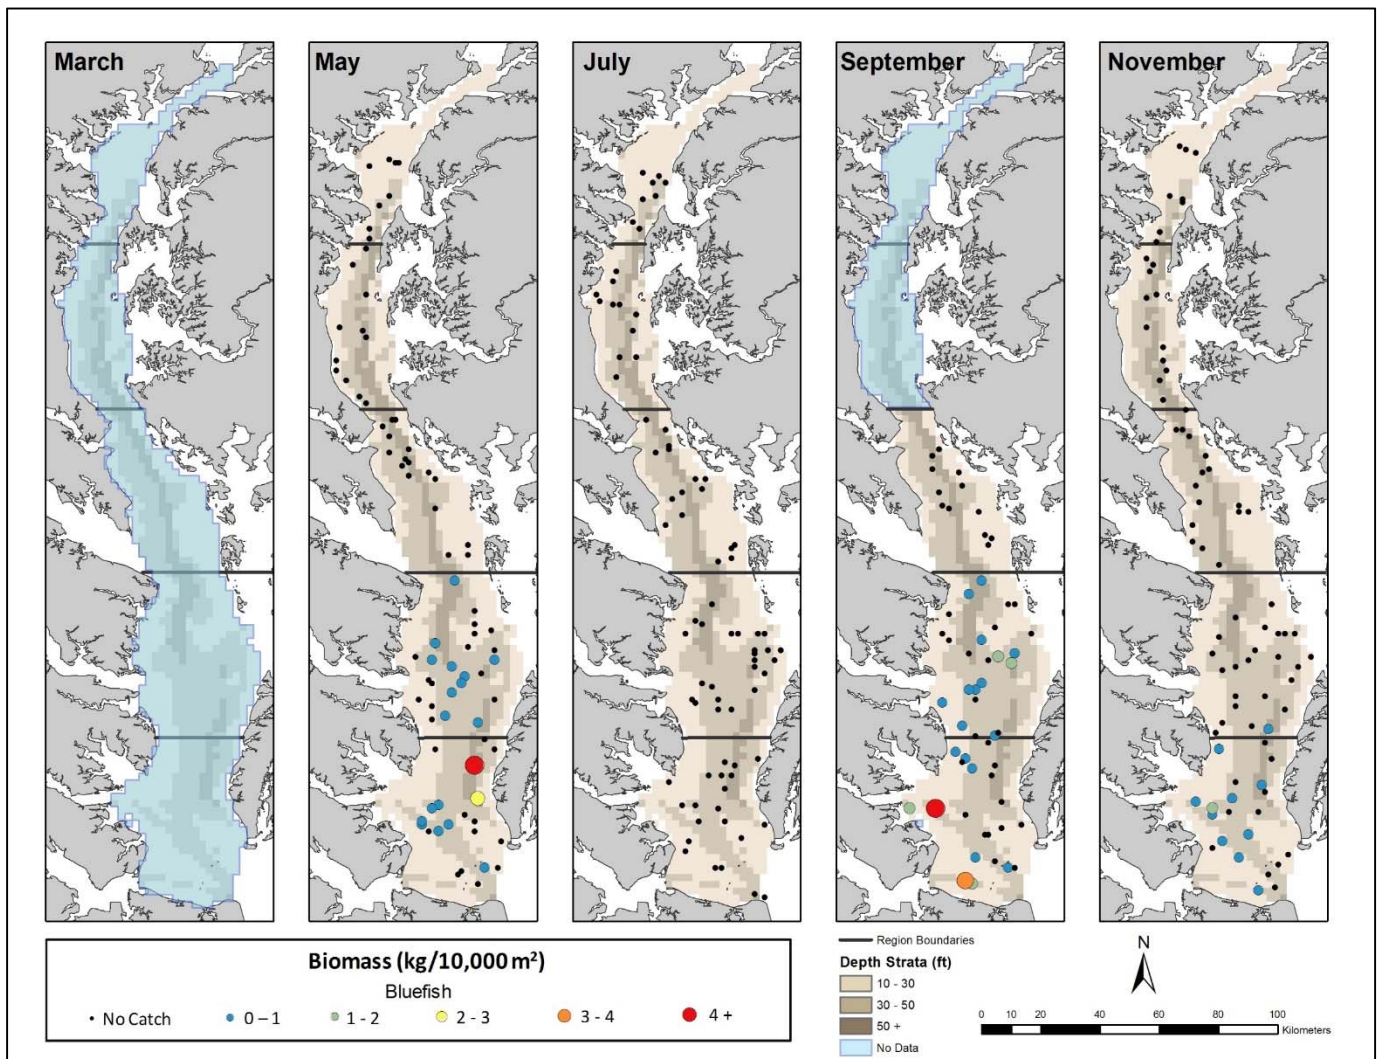 March
May
July
September
November
Biomass (kg/10,000 m²)
Bluefish
No Catch
0 – 1
1 - 2
2 - 3
3 - 4
4 +
Region Boundaries
Depth Strata (ft)
10 - 30
30 - 50
50 +
No Data
N
0 10 20 40 60 80 100
Kilometers